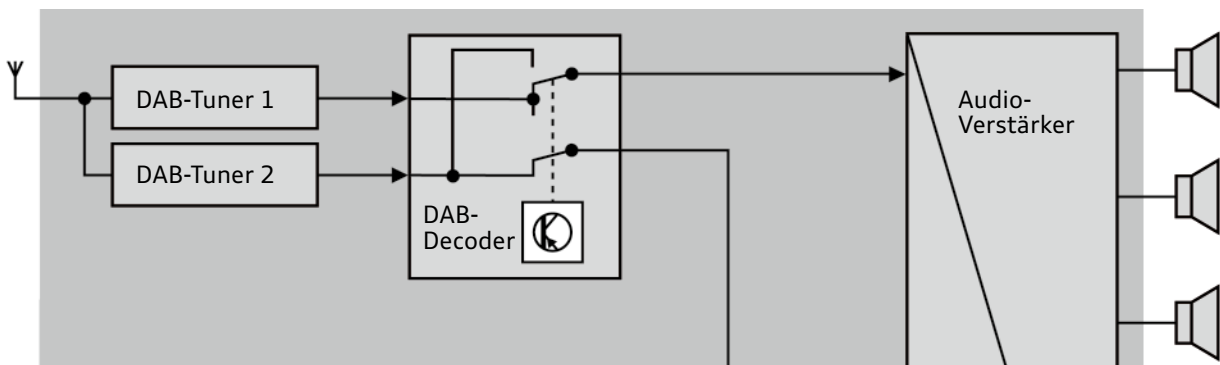 DAB-Tuner 1
DAB-Tuner 2
DAB-
Decoder
Audio-
Verstärker